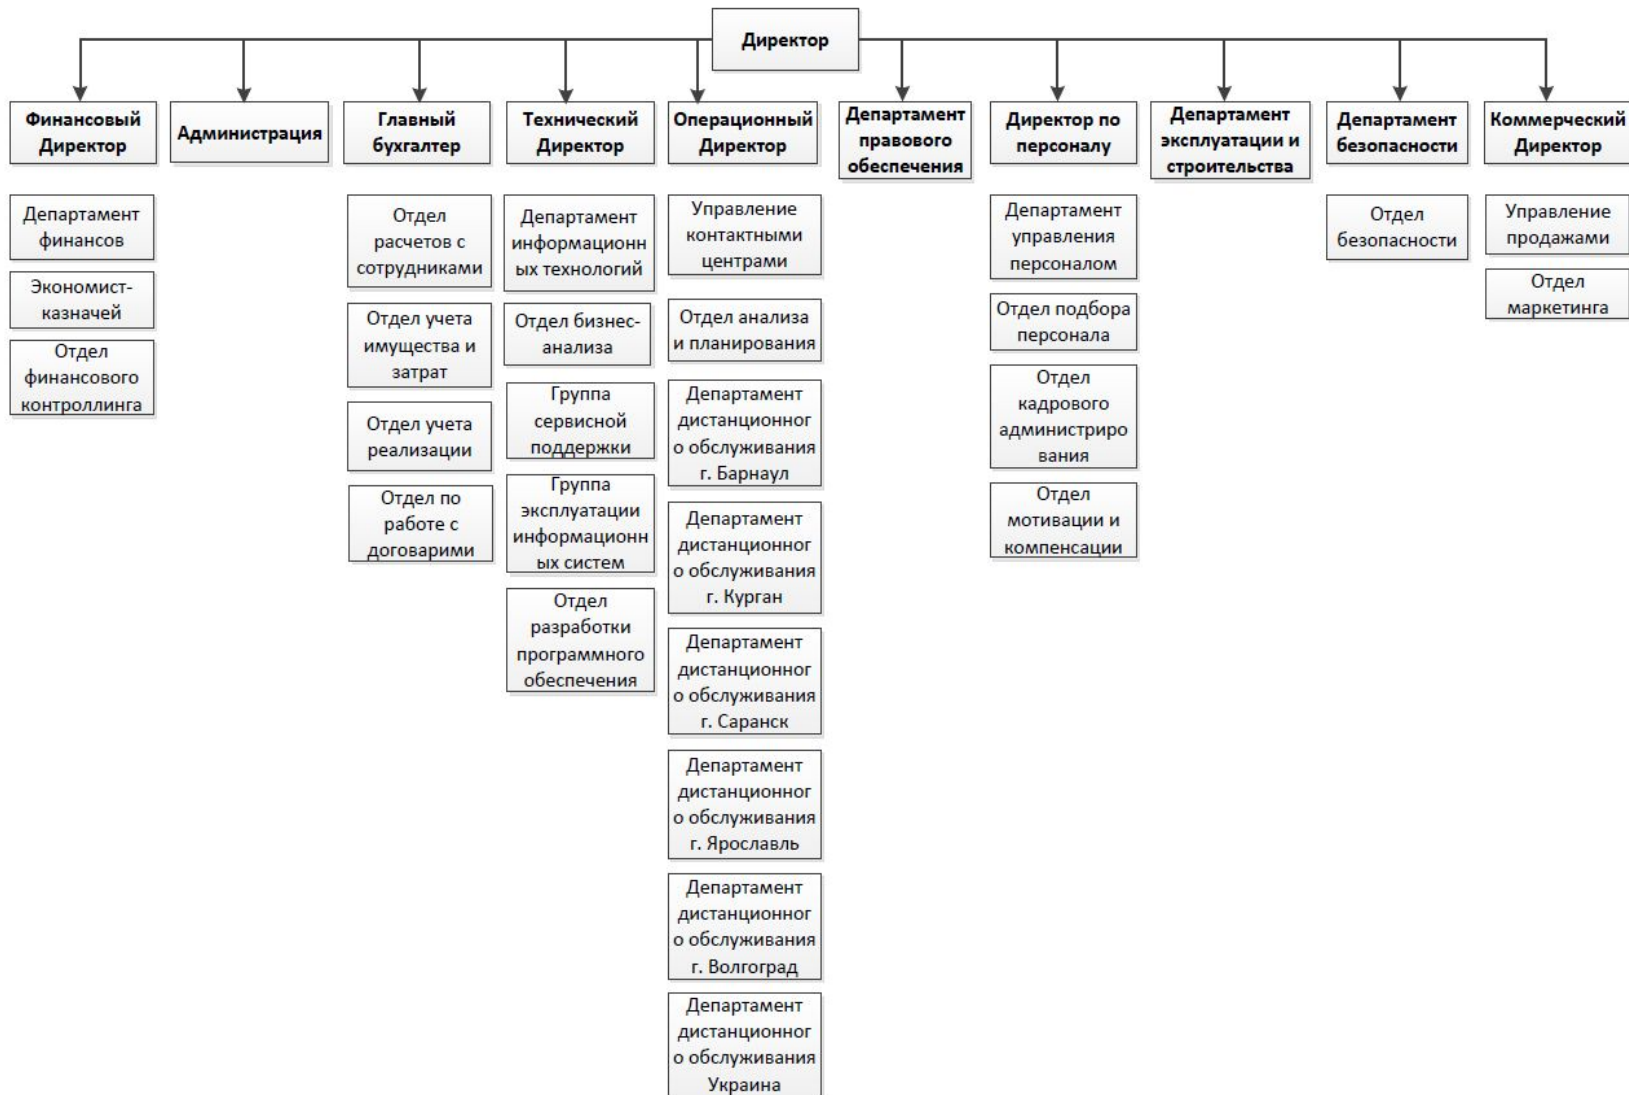 Директор
Финансовый
Директор
Администрация
Главный
бухгалтер
Технический
Директор
Операционный
Директор
Департамент
правового
обеспечения
Директор по
персоналу
Департамент
эксплуатации и
строительства
Департамент
безопасности
Коммерческий
Директор
Департамент
финансов
Экономист-
казначей
Отдел
финансового
контроллинга
Отдел
расчетов с
сотрудниками
Отдел учета
имущества и
затрат
Отдел учета
реализации
Отдел по
работе с
договарими
Департамент
информационн
ых технологий
Отдел бизнес-
анализа
Группа
сервисной
поддержки
Группа
эксплуатации
информационн
ых систем
Отдел
разработки
программного
обеспечения
Управление
контактными
центрами
Отдел анализа
и планирования
Департамент
дистанционног
о обслуживания
г. Барнаул
Департамент
дистанционног
о обслуживания
г. Курган
Департамент
дистанционног
о обслуживания
г. Саранск
Департамент
дистанционног
о обслуживания
г. Ярославль
Департамент
дистанционног
о обслуживания
г. Волгоград
Департамент
дистанционног
о обслуживания
Украина
Департамент
управления
персоналом
Отдел подбора
персонала
Отдел
кадрового
администриро
вания
Отдел
мотивации и
компенсации
Отдел
безопасности
Управление
продажами
Отдел
маркетинга